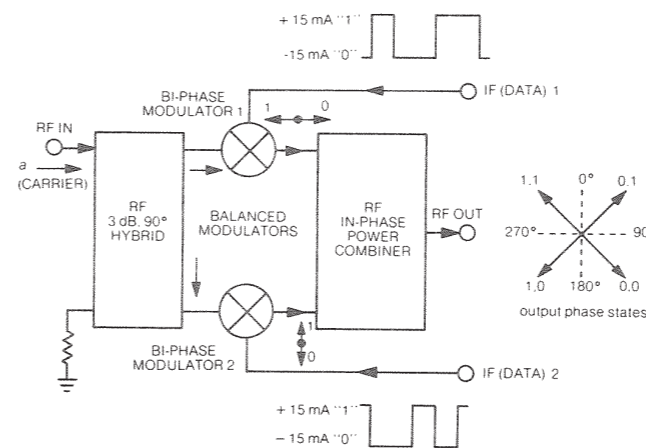 + 15 mA "1"
-15 mA "0"
BI-PHASE
MODULATOR 1
1 0
IF (DATA) 1
RF IN
a
(CARRIER)
RF
3 dB. 90°
HYBRID
BALANCED
MODULATORS
RF
IN-PHASE
POWER
COMBINER
RF OUT
1.1 0° 0.1
270° 90
1.0 180° 0.0
output phase states
BI-PHASE
MODULATOR 2
1
0
IF (DATA) 2
+ 15 mA "1"
− 15 mA "0"